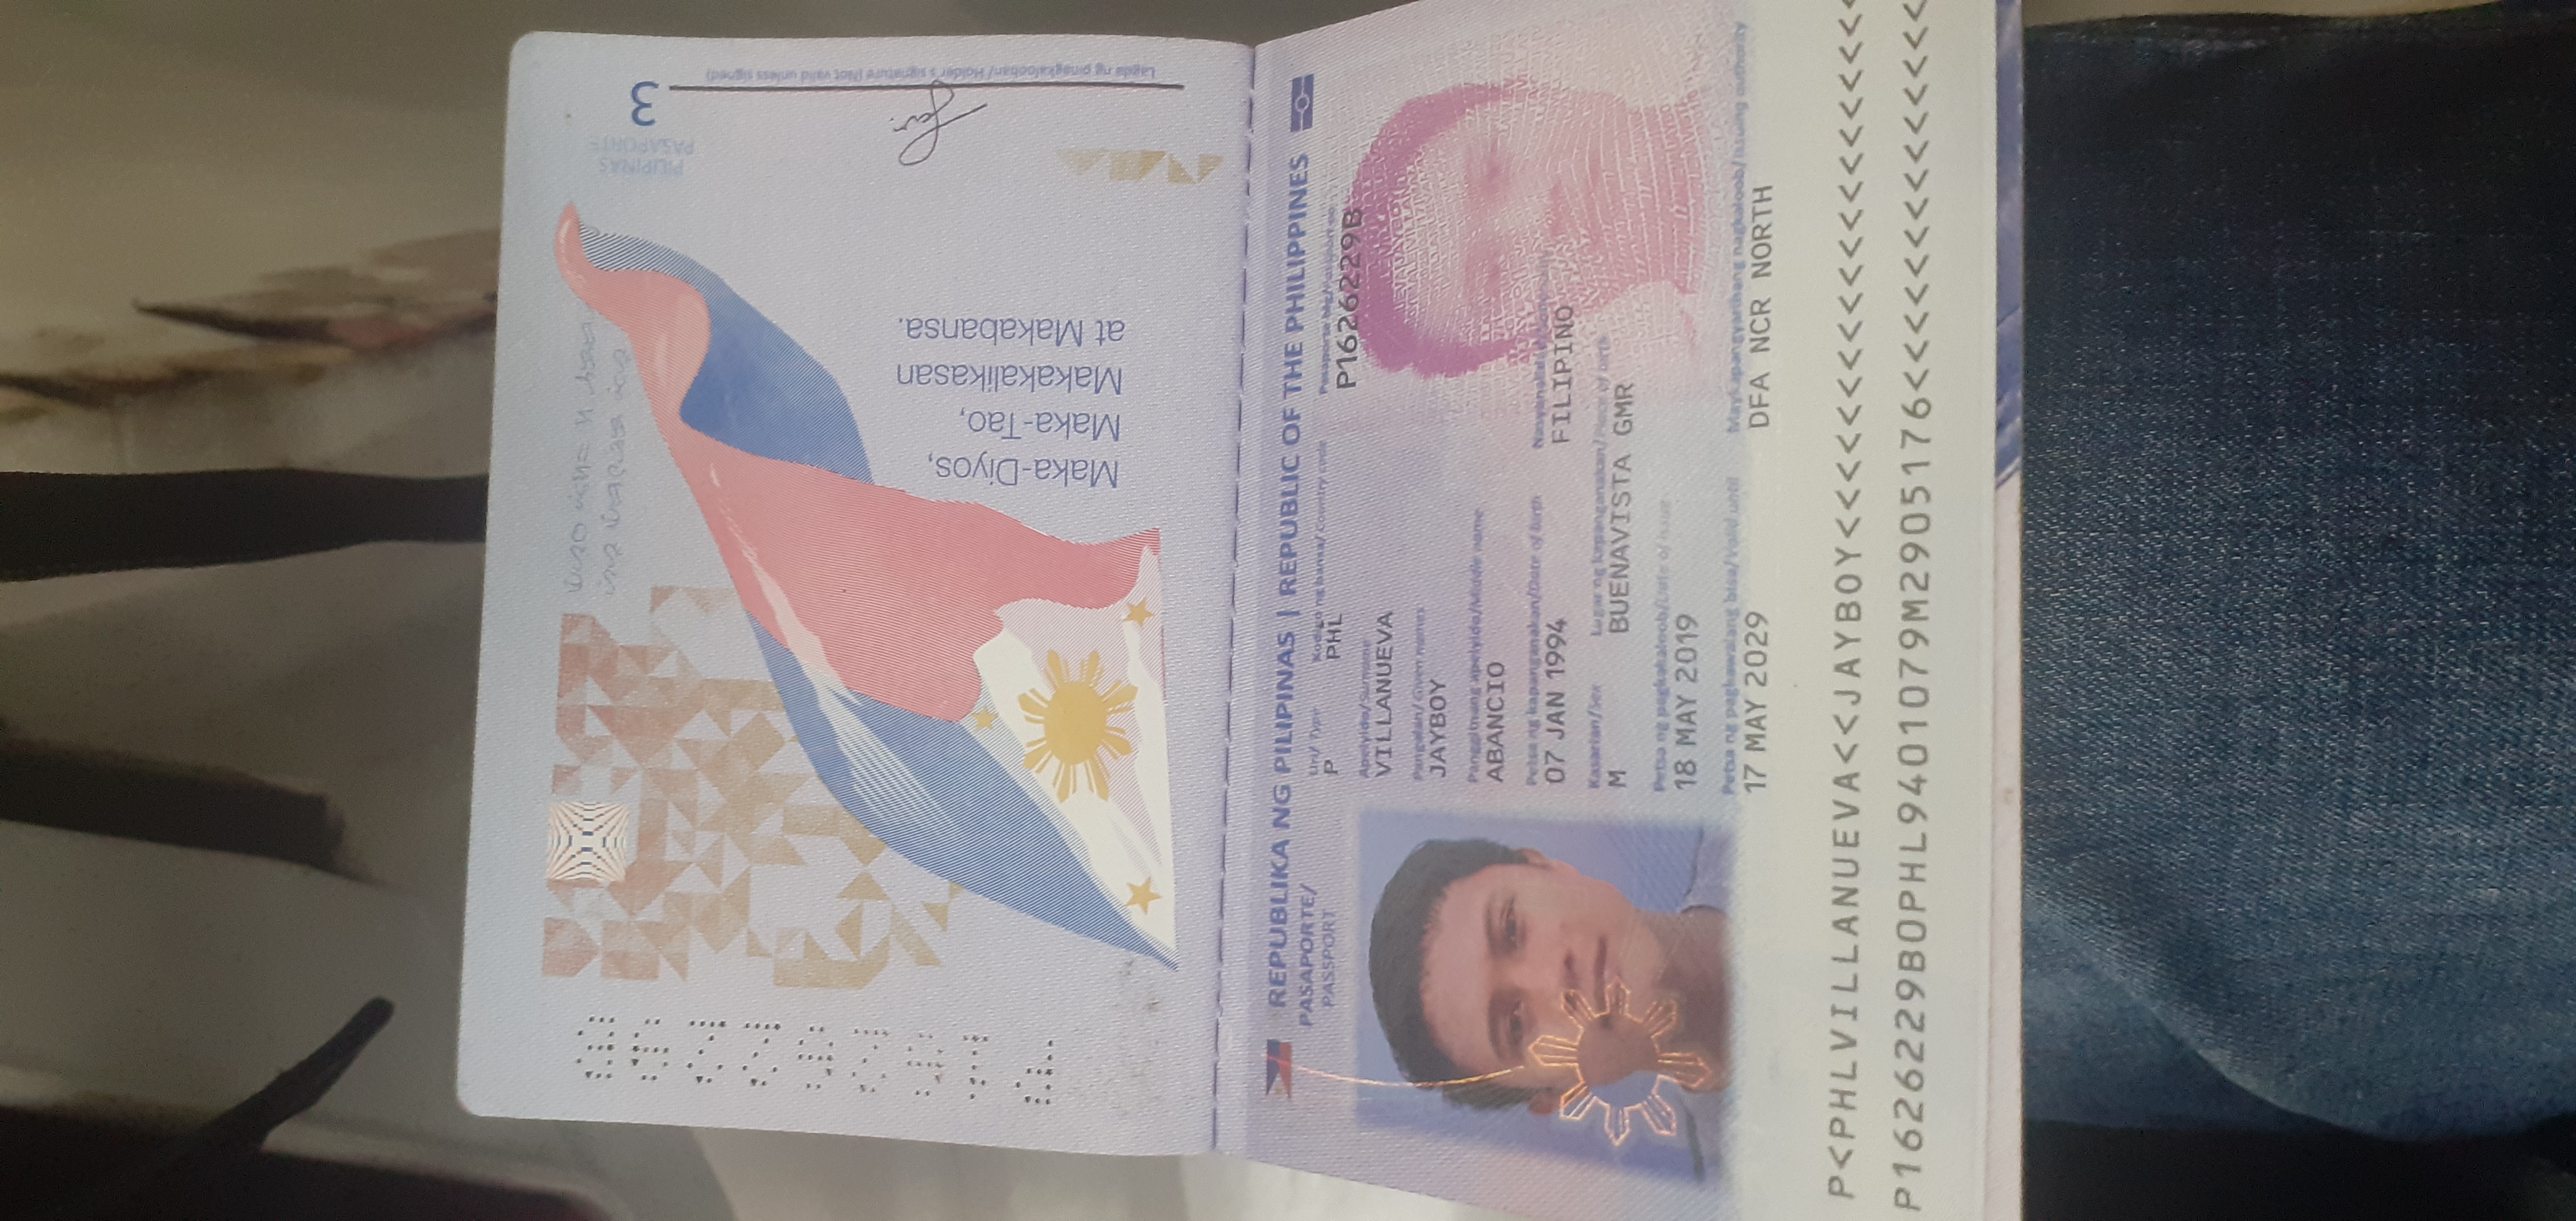 P1626229B
PILIPINAS
PASAPORTE
3
Maka-Diyos,
Maka-Tao,
Makakalikasan
at Makabansa.
Lagda ng pinagkalooban/ Holder's signature (Not valid unless signed)
REPUBLIKA NG PILIPINAS | REPUBLIC OF THE PHILIPPINES
PASAPORTE/
PASSPORT
Uri/ Type
Kodigo ng bansa/ Country code
Pasaporte blg/Passport no.
P
PHL
P1626229B
Apelyido/Surname
VILLANUEVA
Pangalan/ Given names
JAYBOY
Panggitnang apelyido/Middle name
ABANCIO
Petsa ng kapanganakan/Date of birth
Nasyonalidad/Nationality
07 JAN 1994
FILIPINO
Kasarian/Sex
Lugar ng kapanganakan/Place of birth
M
BUENAVISTA GMR
Petsa ng pagkakaloob/Date of issue
18 MAY 2019
Petsa ng pagkawalang bisa/Valid until
Maykapangyarihang nagkaloob/Issuing authority
17 MAY 2029
DFA NCR NORTH
P<PHLVILLANUEVA<<JAYBOY<<<<<<<<<<<<<<<<<<<
P1626229B0PHL9401079M2905176<<<<<<<<<<<<<<